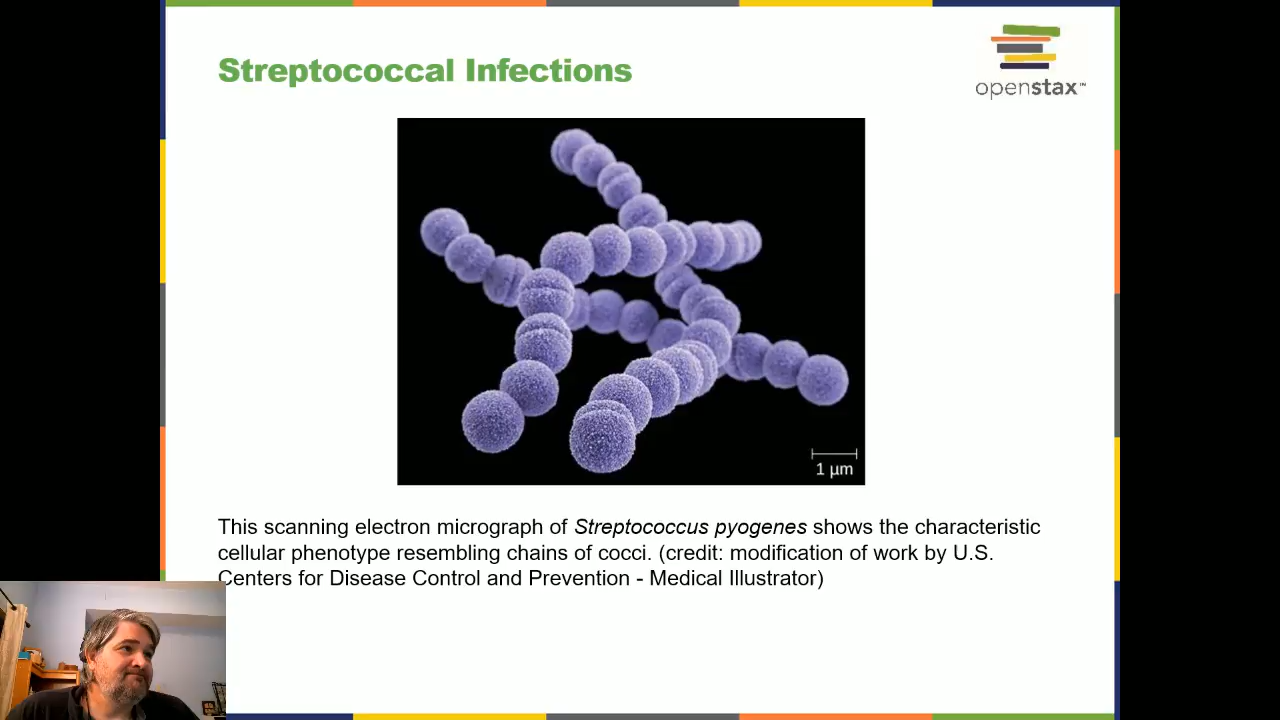 Streptococcal Infections
openstax™
1 µm
This scanning electron micrograph of Streptococcus pyogenes shows the characteristic
cellular phenotype resembling chains of cocci. (credit: modification of work by U.S.
Centers for Disease Control and Prevention - Medical Illustrator)